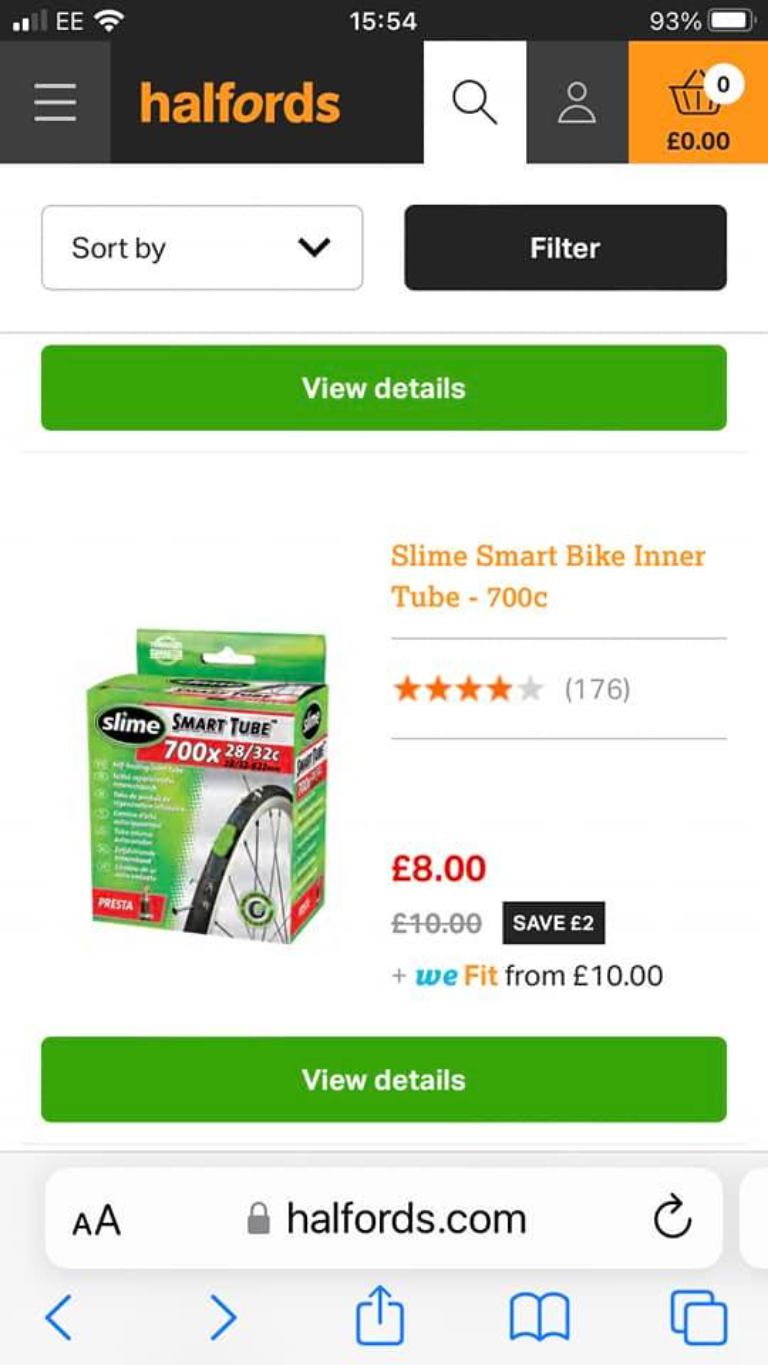 EE 15:54 93%
halfords
0
£0.00
Sort by Filter
View details
Slime Smart Bike Inner
Tube - 700c
(176)
slime SMART TUBE™
700x 28/32c
PRESTA
£8.00
£10.00 SAVE £2
+ we Fit from £10.00
View details
AA halfords.com